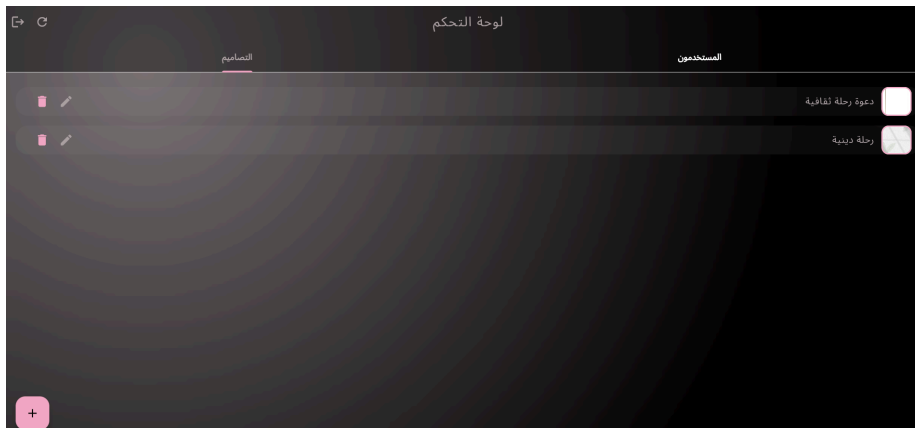 لوحة التحكم
المستخدمون
التصاميم
دعوة رحلة ثقافية
رحلة دينية
+